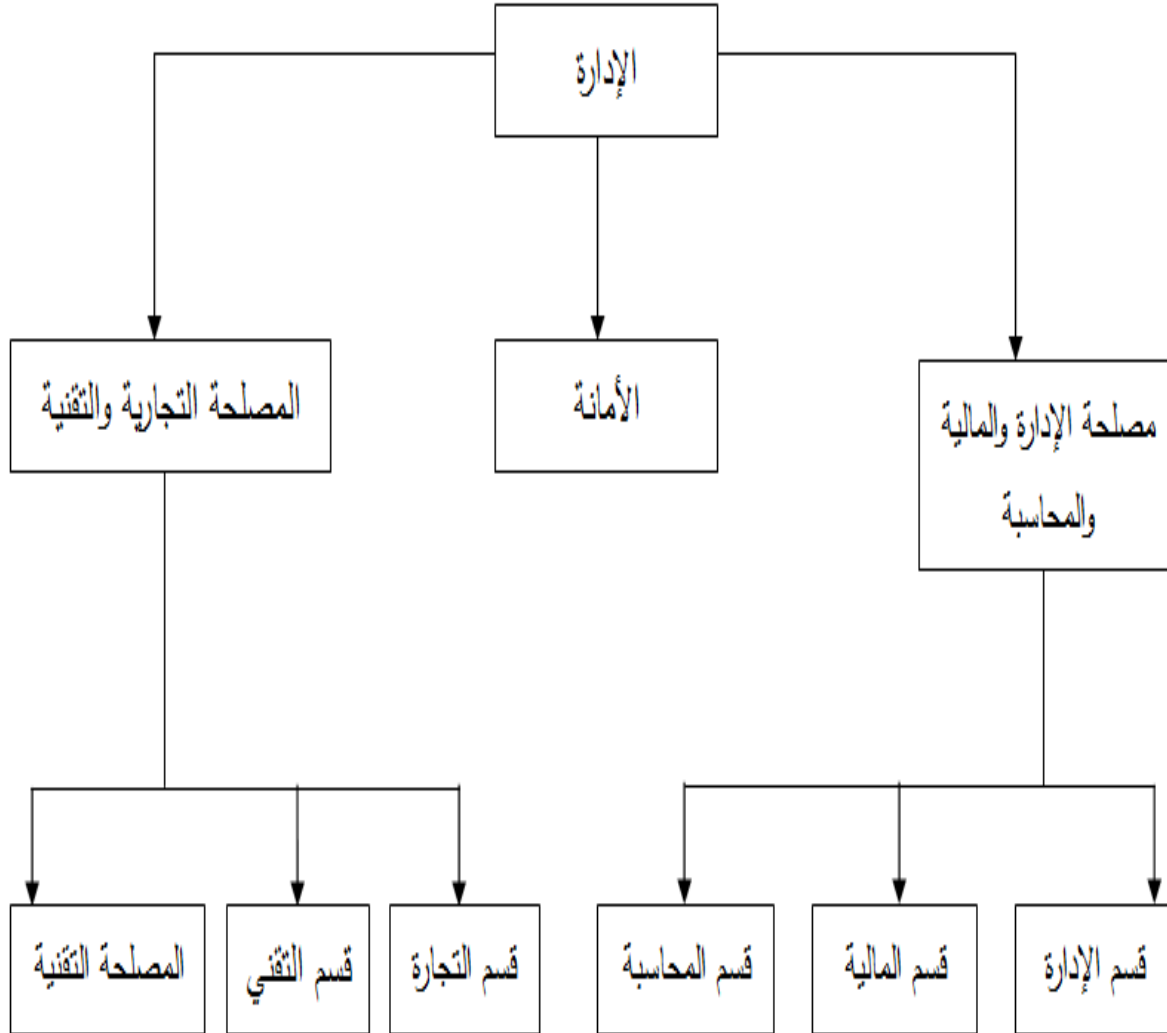 الإدارة
مصلحة الإدارة والمالية
والمحاسبة
الأمانة
المصلحة التجارية والتقنية
قسم الإدارة
قسم المالية
قسم المحاسبة
قسم التجارة
قسم التقني
المصلحة التقنية